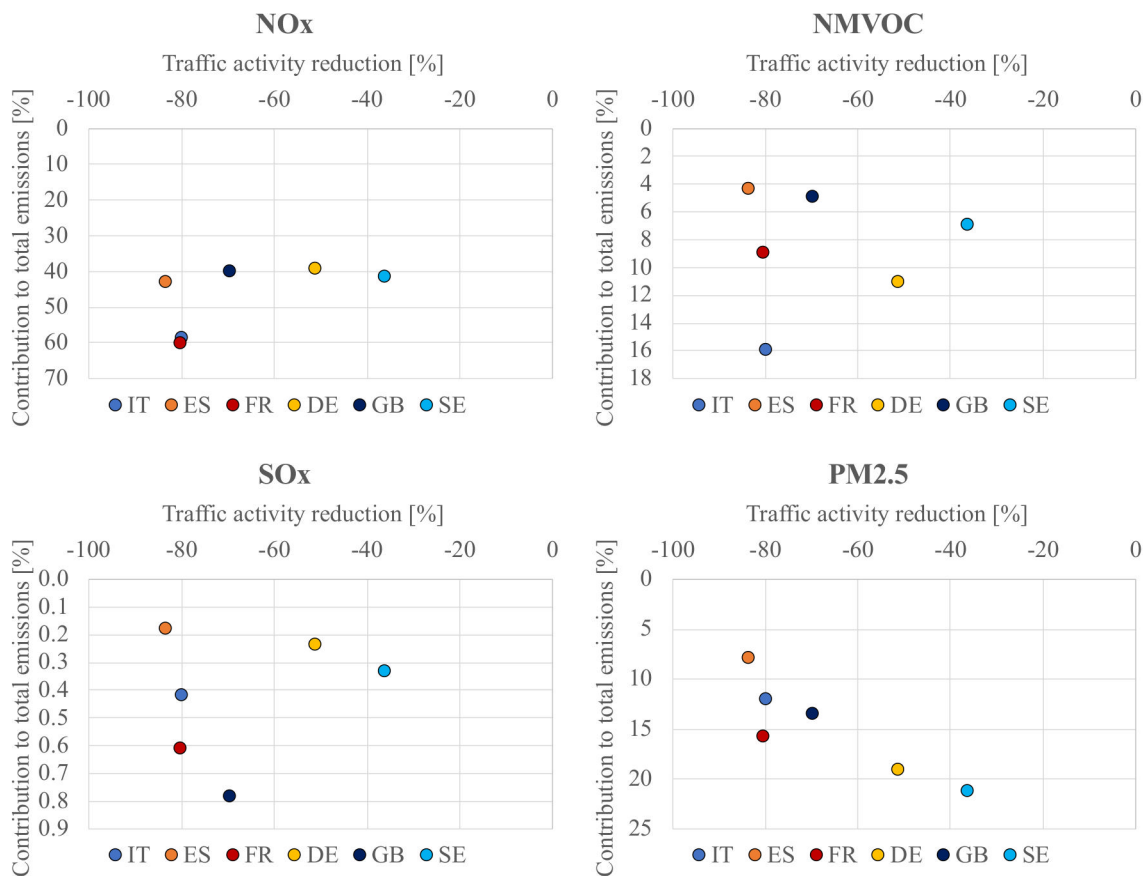 NOx
Traffic activity reduction [%]
-100 -80 -60 -40 -20 0
Contribution to total emissions [%]
0
10
20
30
40
50
60
70
IT ES FR DE GB SE
NMVOC
Traffic activity reduction [%]
-100 -80 -60 -40 -20 0
Contribution to total emissions [%]
0
2
4
6
8
10
12
14
16
18
IT ES FR DE GB SE
SOx
Traffic activity reduction [%]
-100 -80 -60 -40 -20 0
Contribution to total emissions [%]
0.0
0.1
0.2
0.3
0.4
0.5
0.6
0.7
0.8
0.9
IT ES FR DE GB SE
PM2.5
Traffic activity reduction [%]
-100 -80 -60 -40 -20 0
Contribution to total emissions [%]
0
5
10
15
20
25
IT ES FR DE GB SE